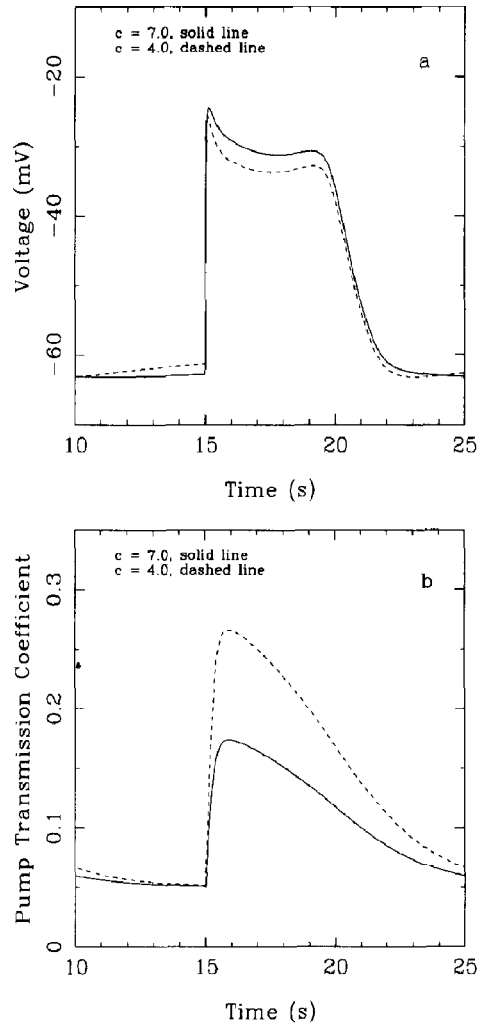 c = 7.0, solid line
c = 4.0, dashed line
a
−20
−40
−60
Voltage (mV)
10 15 20 25
Time (s)
c = 7.0, solid line
c = 4.0, dashed line
b
0.3
0.2
0.1
0
Pump Transmission Coefficient
10 15 20 25
Time (s)